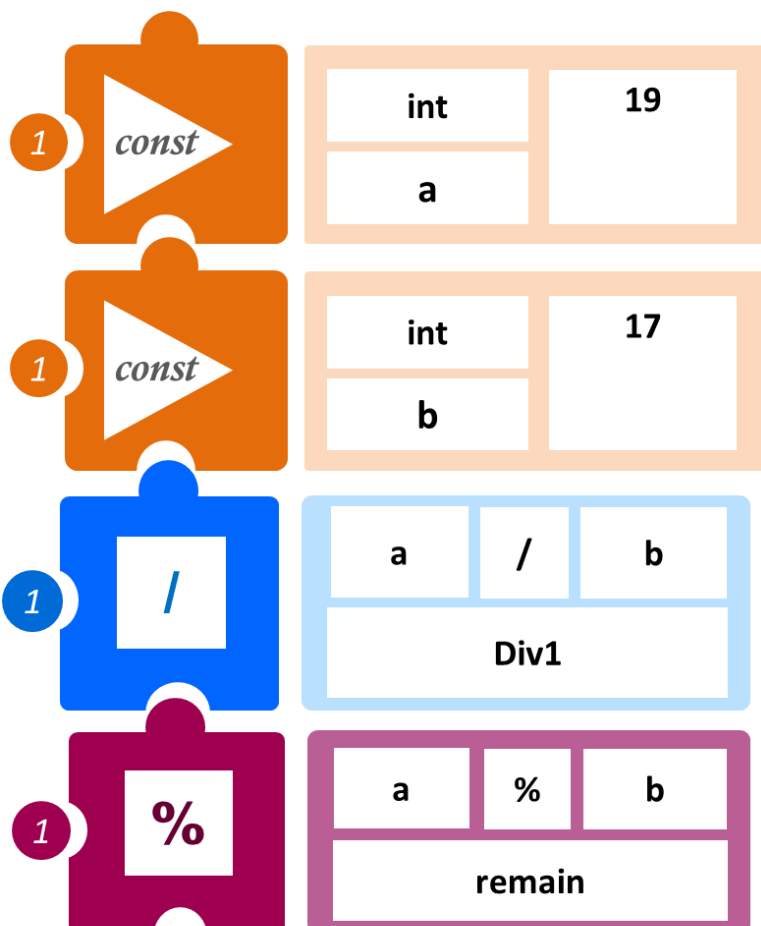 1
const
int
19
a
1
const
int
17
b
1
/
a / b
Div1
1
%
a % b
remain